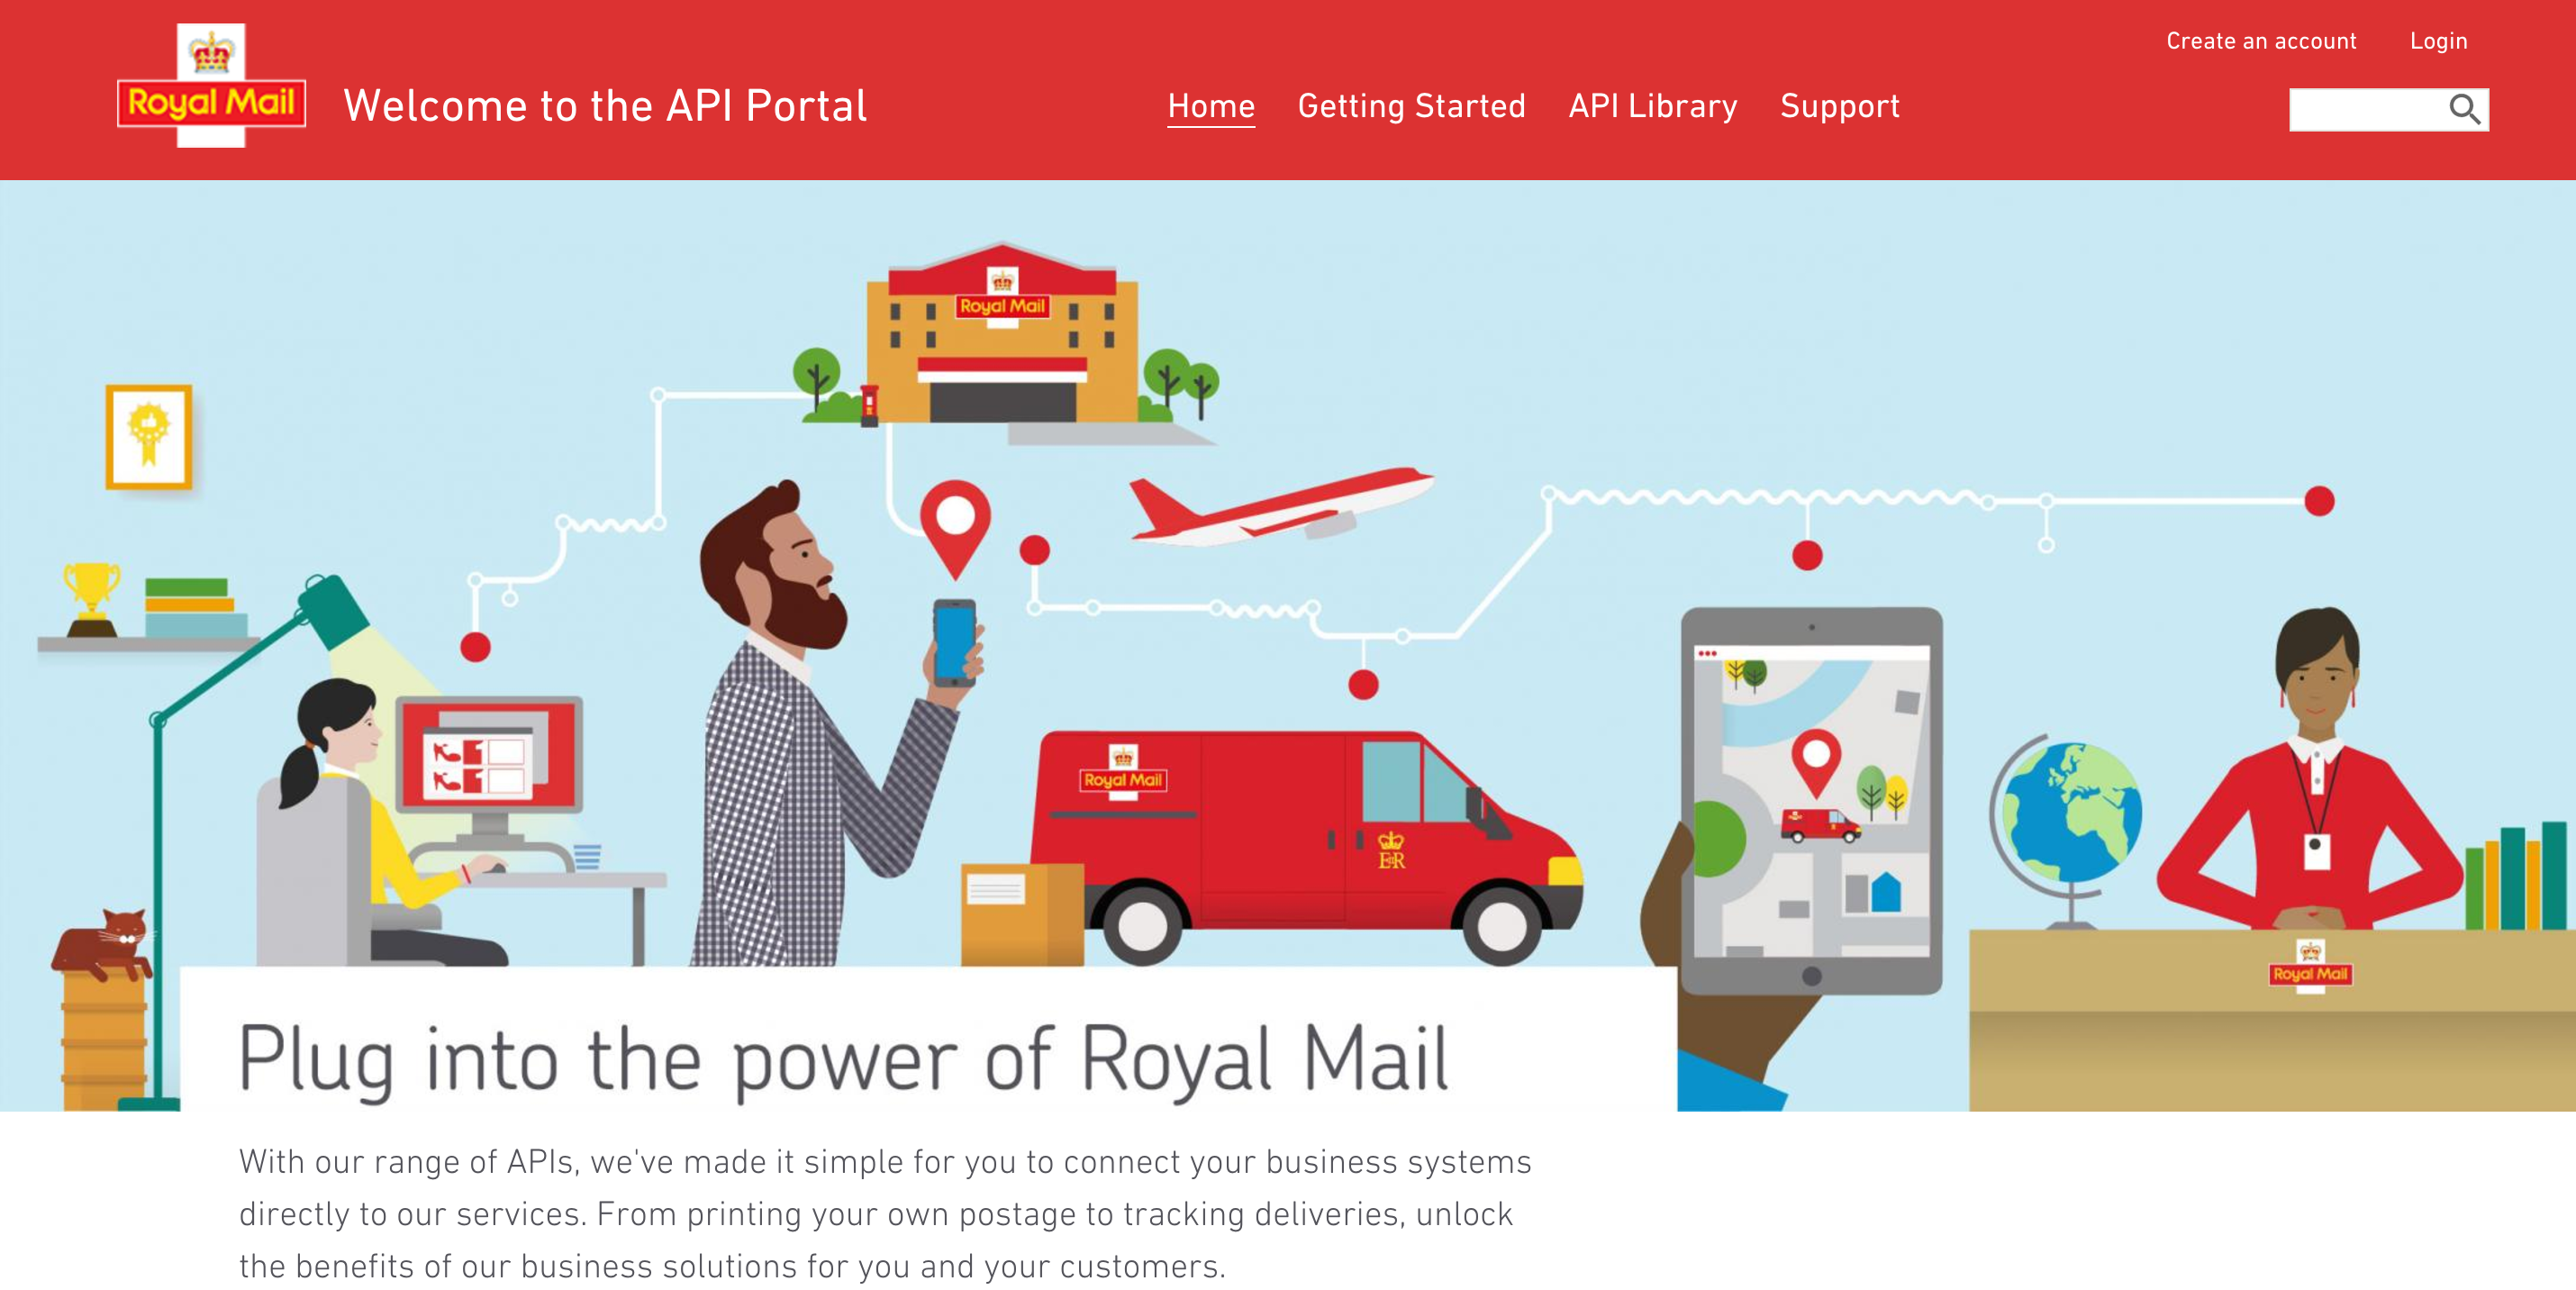 Create an account Login
Royal Mail Welcome to the API Portal Home Getting Started API Library Support
Royal Mail
Royal Mail
E R
Royal Mail
Plug into the power of Royal Mail
With our range of APIs, we've made it simple for you to connect your business systems
directly to our services. From printing your own postage to tracking deliveries, unlock
the benefits of our business solutions for you and your customers.